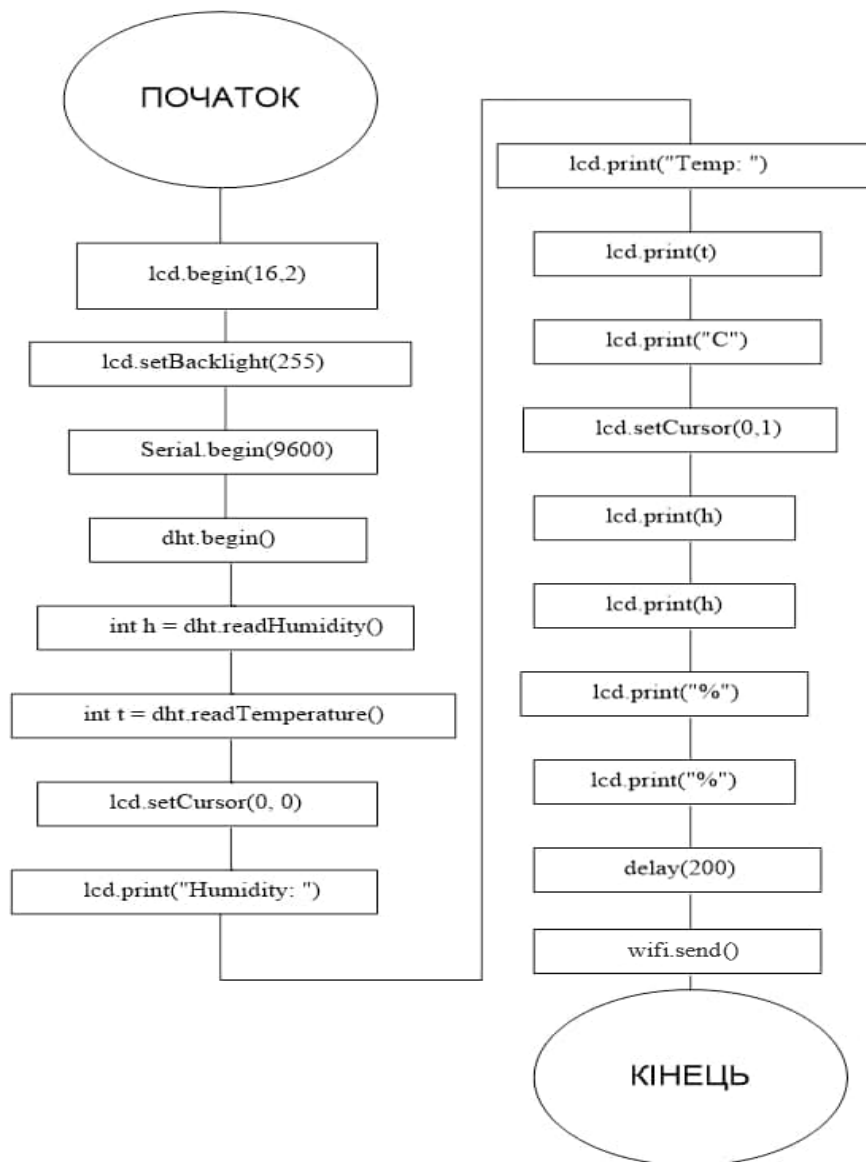 ПОЧАТОК
lcd.begin(16,2)
lcd.setBacklight(255)
Serial.begin(9600)
dht.begin()
int h = dht.readHumidity()
int t = dht.readTemperature()
lcd.setCursor(0, 0)
lcd.print("Humidity: ")
lcd.print("Temp: ")
lcd.print(t)
lcd.print("C")
lcd.setCursor(0,1)
lcd.print(h)
lcd.print(h)
lcd.print("%")
lcd.print("%")
delay(200)
wifi.send()
КІНЕЦЬ